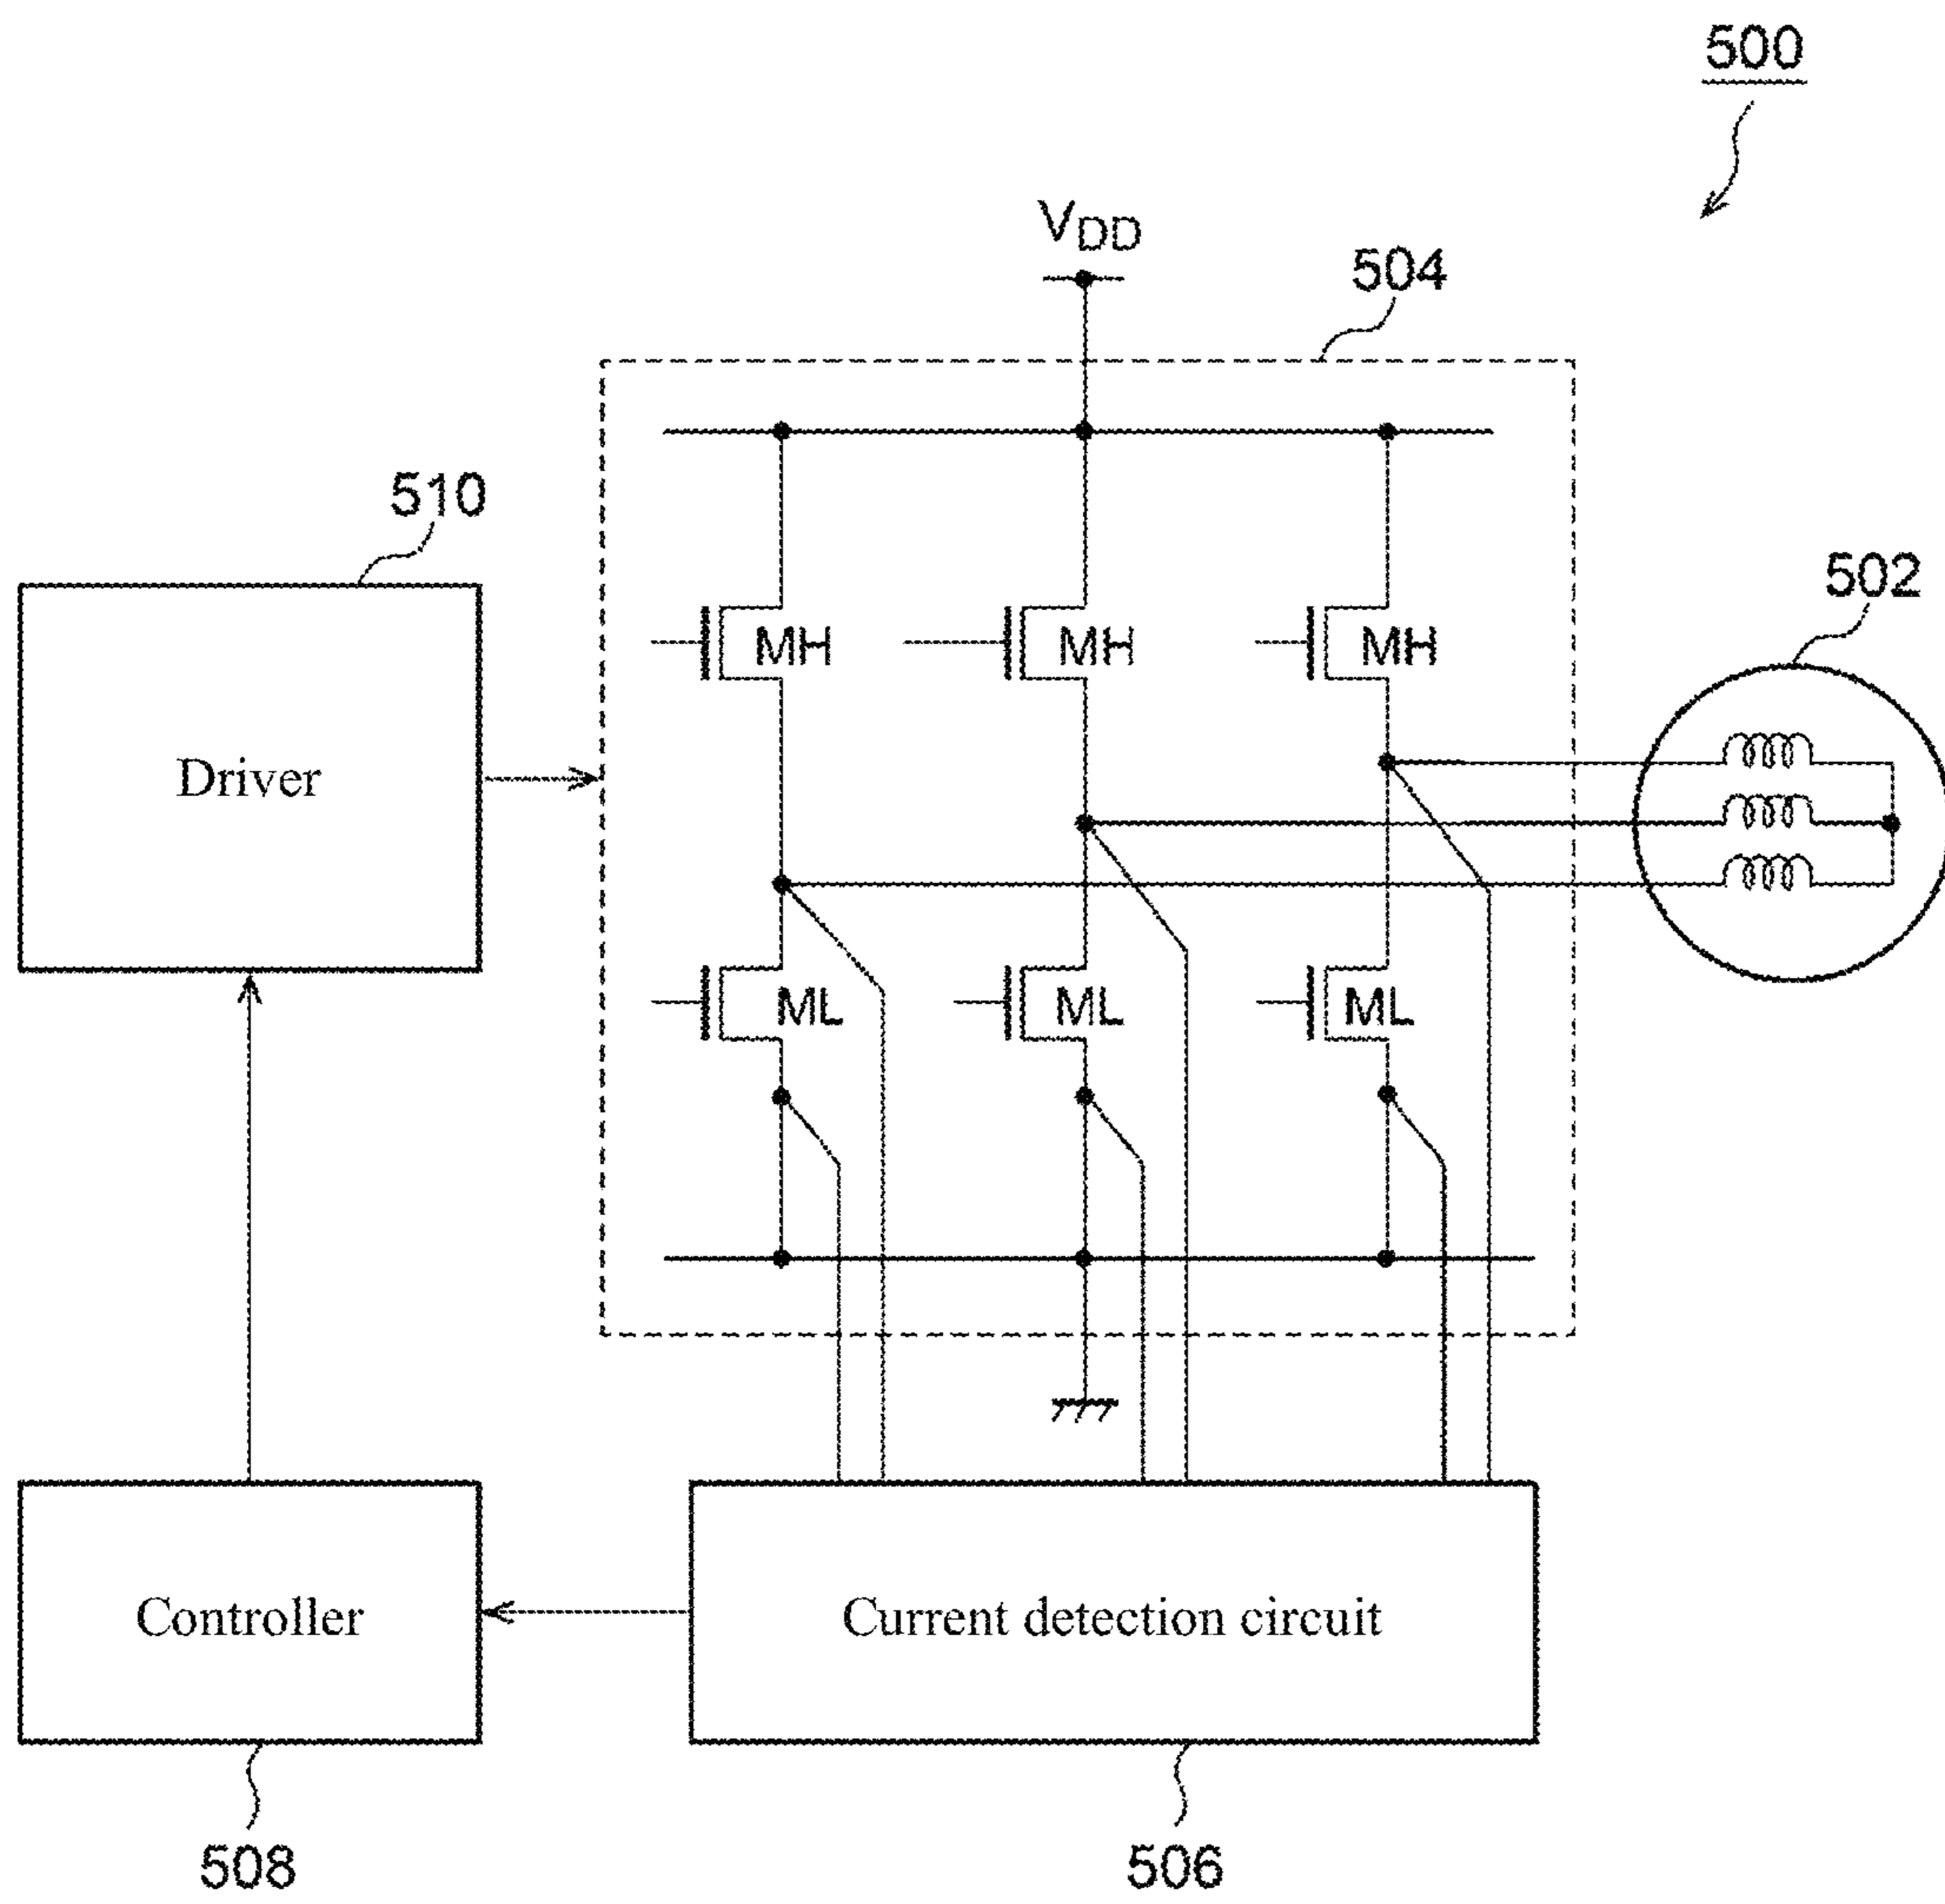 500
VDD
504
510
502
MH MH MH
Driver
ML ML ML
Controller
Current detection circuit
508
506